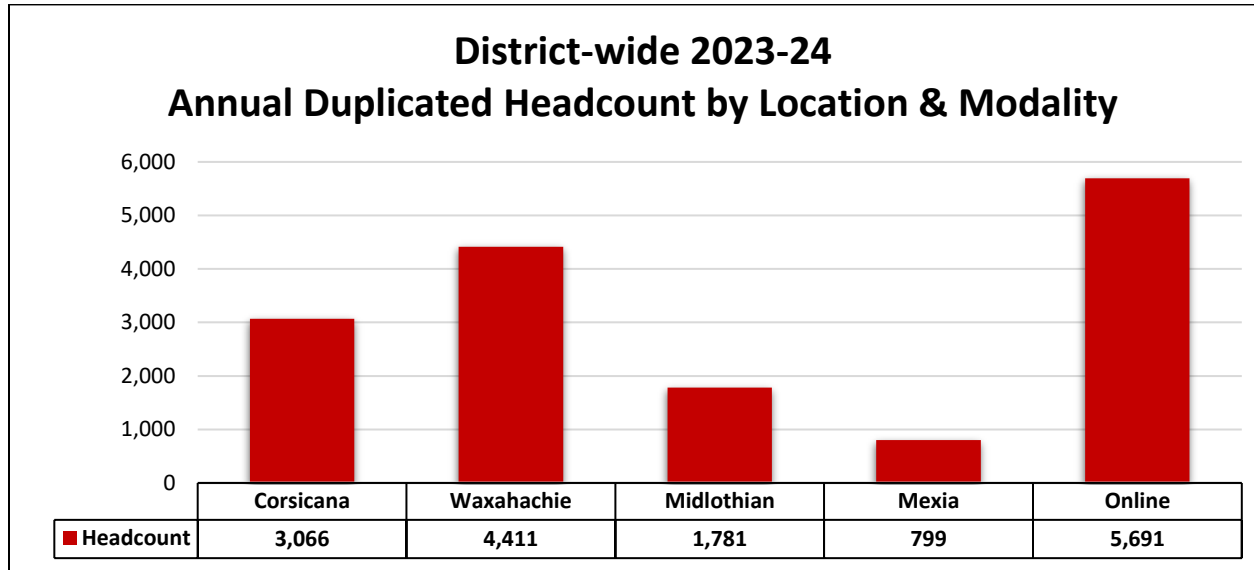 District-wide 2023-24
Annual Duplicated Headcount by Location & Modality
6,000
5,000
4,000
3,000
2,000
1,000
0
Corsicana Waxahachie Midlothian Mexia Online
Headcount 3,066 4,411 1,781 799 5,691